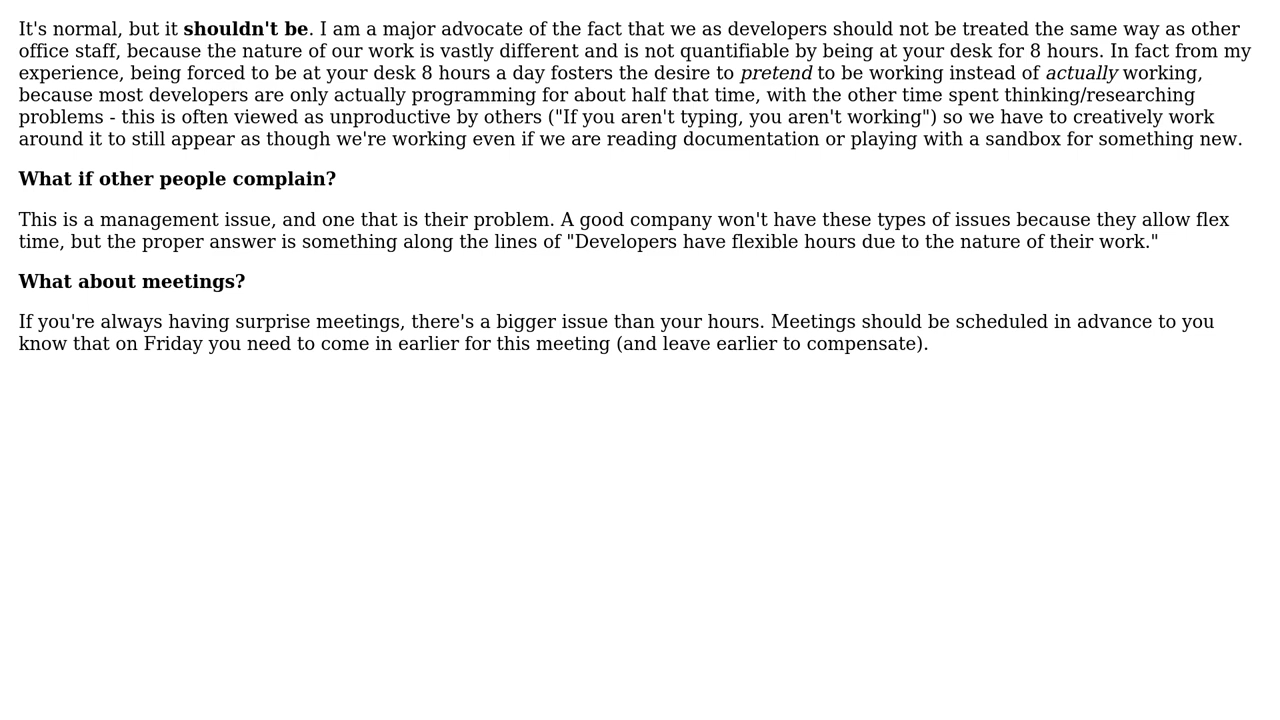 It's normal, but it shouldn't be. I am a major advocate of the fact that we as developers should not be treated the same way as other
office staff, because the nature of our work is vastly different and is not quantifiable by being at your desk for 8 hours. In fact from my
experience, being forced to be at your desk 8 hours a day fosters the desire to pretend to be working instead of actually working,
because most developers are only actually programming for about half that time, with the other time spent thinking/researching
problems - this is often viewed as unproductive by others ("If you aren't typing, you aren't working") so we have to creatively work
around it to still appear as though we're working even if we are reading documentation or playing with a sandbox for something new.
What if other people complain?
This is a management issue, and one that is their problem. A good company won't have these types of issues because they allow flex
time, but the proper answer is something along the lines of "Developers have flexible hours due to the nature of their work."
What about meetings?
If you're always having surprise meetings, there's a bigger issue than your hours. Meetings should be scheduled in advance to you
know that on Friday you need to come in earlier for this meeting (and leave earlier to compensate).